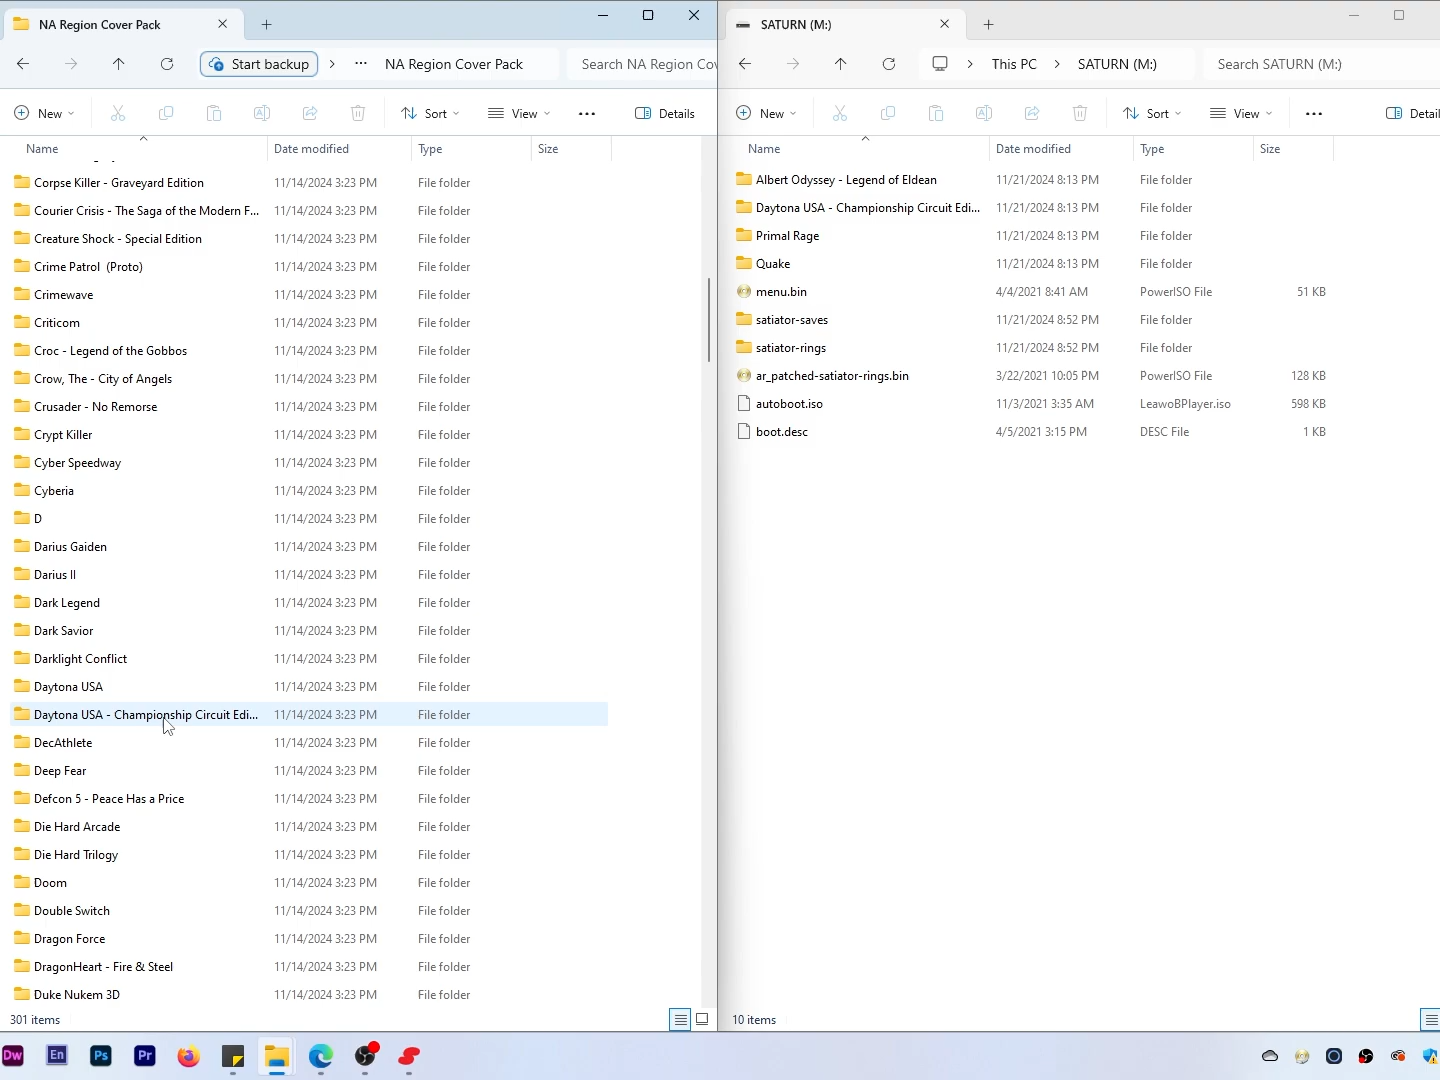 NA Region Cover Pack
Start backup
NA Region Cover Pack
Search NA Region Cov
New
Sort
View
Details
Name
Date modified
Type
Size
Corpse Killer - Graveyard Edition 11/14/2024 3:23 PM File folder
Courier Crisis - The Saga of the Modern F... 11/14/2024 3:23 PM File folder
Creature Shock - Special Edition 11/14/2024 3:23 PM File folder
Crime Patrol (Proto) 11/14/2024 3:23 PM File folder
Crimewave 11/14/2024 3:23 PM File folder
Criticom 11/14/2024 3:23 PM File folder
Croc - Legend of the Gobbos 11/14/2024 3:23 PM File folder
Crow, The - City of Angels 11/14/2024 3:23 PM File folder
Crusader - No Remorse 11/14/2024 3:23 PM File folder
Crypt Killer 11/14/2024 3:23 PM File folder
Cyber Speedway 11/14/2024 3:23 PM File folder
Cyberia 11/14/2024 3:23 PM File folder
D 11/14/2024 3:23 PM File folder
Darius Gaiden 11/14/2024 3:23 PM File folder
Darius II 11/14/2024 3:23 PM File folder
Dark Legend 11/14/2024 3:23 PM File folder
Dark Savior 11/14/2024 3:23 PM File folder
Darklight Conflict 11/14/2024 3:23 PM File folder
Daytona USA 11/14/2024 3:23 PM File folder
Daytona USA - Championship Circuit Edi... 11/14/2024 3:23 PM File folder
DecAthlete 11/14/2024 3:23 PM File folder
Deep Fear 11/14/2024 3:23 PM File folder
Defcon 5 - Peace Has a Price 11/14/2024 3:23 PM File folder
Die Hard Arcade 11/14/2024 3:23 PM File folder
Die Hard Trilogy 11/14/2024 3:23 PM File folder
Doom 11/14/2024 3:23 PM File folder
Double Switch 11/14/2024 3:23 PM File folder
Dragon Force 11/14/2024 3:23 PM File folder
DragonHeart - Fire & Steel 11/14/2024 3:23 PM File folder
Duke Nukem 3D 11/14/2024 3:23 PM File folder
301 items
SATURN (M:)
This PC
SATURN (M:)
Search SATURN (M:)
New
Sort
View
Detail
Name
Date modified
Type
Size
Albert Odyssey - Legend of Eldean 11/21/2024 8:13 PM File folder
Daytona USA - Championship Circuit Edi... 11/21/2024 8:13 PM File folder
Primal Rage 11/21/2024 8:13 PM File folder
Quake 11/21/2024 8:13 PM File folder
menu.bin 4/4/2021 8:41 AM PowerISO File 51 KB
satiator-saves 11/21/2024 8:52 PM File folder
satiator-rings 11/21/2024 8:52 PM File folder
ar_patched-satiator-rings.bin 3/22/2021 10:05 PM PowerISO File 128 KB
autoboot.iso 11/3/2021 3:35 AM LeawoBPlayer.iso 598 KB
boot.desc 4/5/2021 3:15 PM DESC File 1 KB
10 items
Dw
En
Ps
Pr